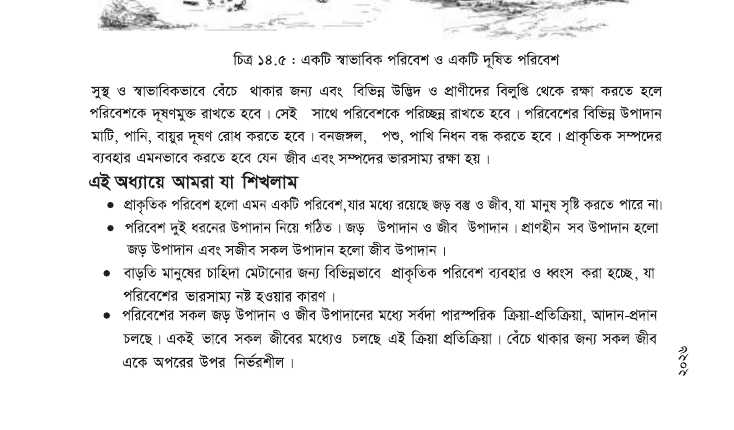 চিত্র ১৪.৫ : একটি স্বাভাবিক পরিবেশ ও একটি দূষিত পরিবেশ
সুস্থ ও স্বাভাবিকভাবে বেঁচে থাকার জন্য এবং বিভিন্ন উদ্ভিদ ও প্রাণীদের বিলুপ্তি থেকে রক্ষা করতে হলে
পরিবেশকে দূষণমুক্ত রাখতে হবে। সেই সাথে পরিবেশকে পরিচ্ছন্ন রাখতে হবে। পরিবেশের বিভিন্ন উপাদান
মাটি, পানি, বায়ুর দূষণ রোধ করতে হবে। বনজঙ্গল, পশু, পাখি নিধন বন্ধ করতে হবে। প্রাকৃতিক সম্পদের
ব্যবহার এমনভাবে করতে হবে যেন জীব এবং সম্পদের ভারসাম্য রক্ষা হয়।
এই অধ্যায়ে আমরা যা শিখলাম
● প্রাকৃতিক পরিবেশ হলো এমন একটি পরিবেশ,যার মধ্যে রয়েছে জড় বস্তু ও জীব, যা মানুষ সৃষ্টি করতে পারে না।
● পরিবেশ দুই ধরনের উপাদান নিয়ে গঠিত। জড় উপাদান ও জীব উপাদান। প্রাণহীন সব উপাদান হলো
জড় উপাদান এবং সজীব সকল উপাদান হলো জীব উপাদান।
● বাড়তি মানুষের চাহিদা মেটানোর জন্য বিভিন্নভাবে প্রাকৃতিক পরিবেশ ব্যবহার ও ধ্বংস করা হচ্ছে, যা
পরিবেশের ভারসাম্য নষ্ট হওয়ার কারণ।
● পরিবেশের সকল জড় উপাদান ও জীব উপাদানের মধ্যে সর্বদা পারস্পরিক ক্রিয়া-প্রতিক্রিয়া, আদান-প্রদান
চলছে। একই ভাবে সকল জীবের মধ্যেও চলছে এই ক্রিয়া প্রতিক্রিয়া। বেঁচে থাকার জন্য সকল জীব
একে অপরের উপর নির্ভরশীল।
২০২৬